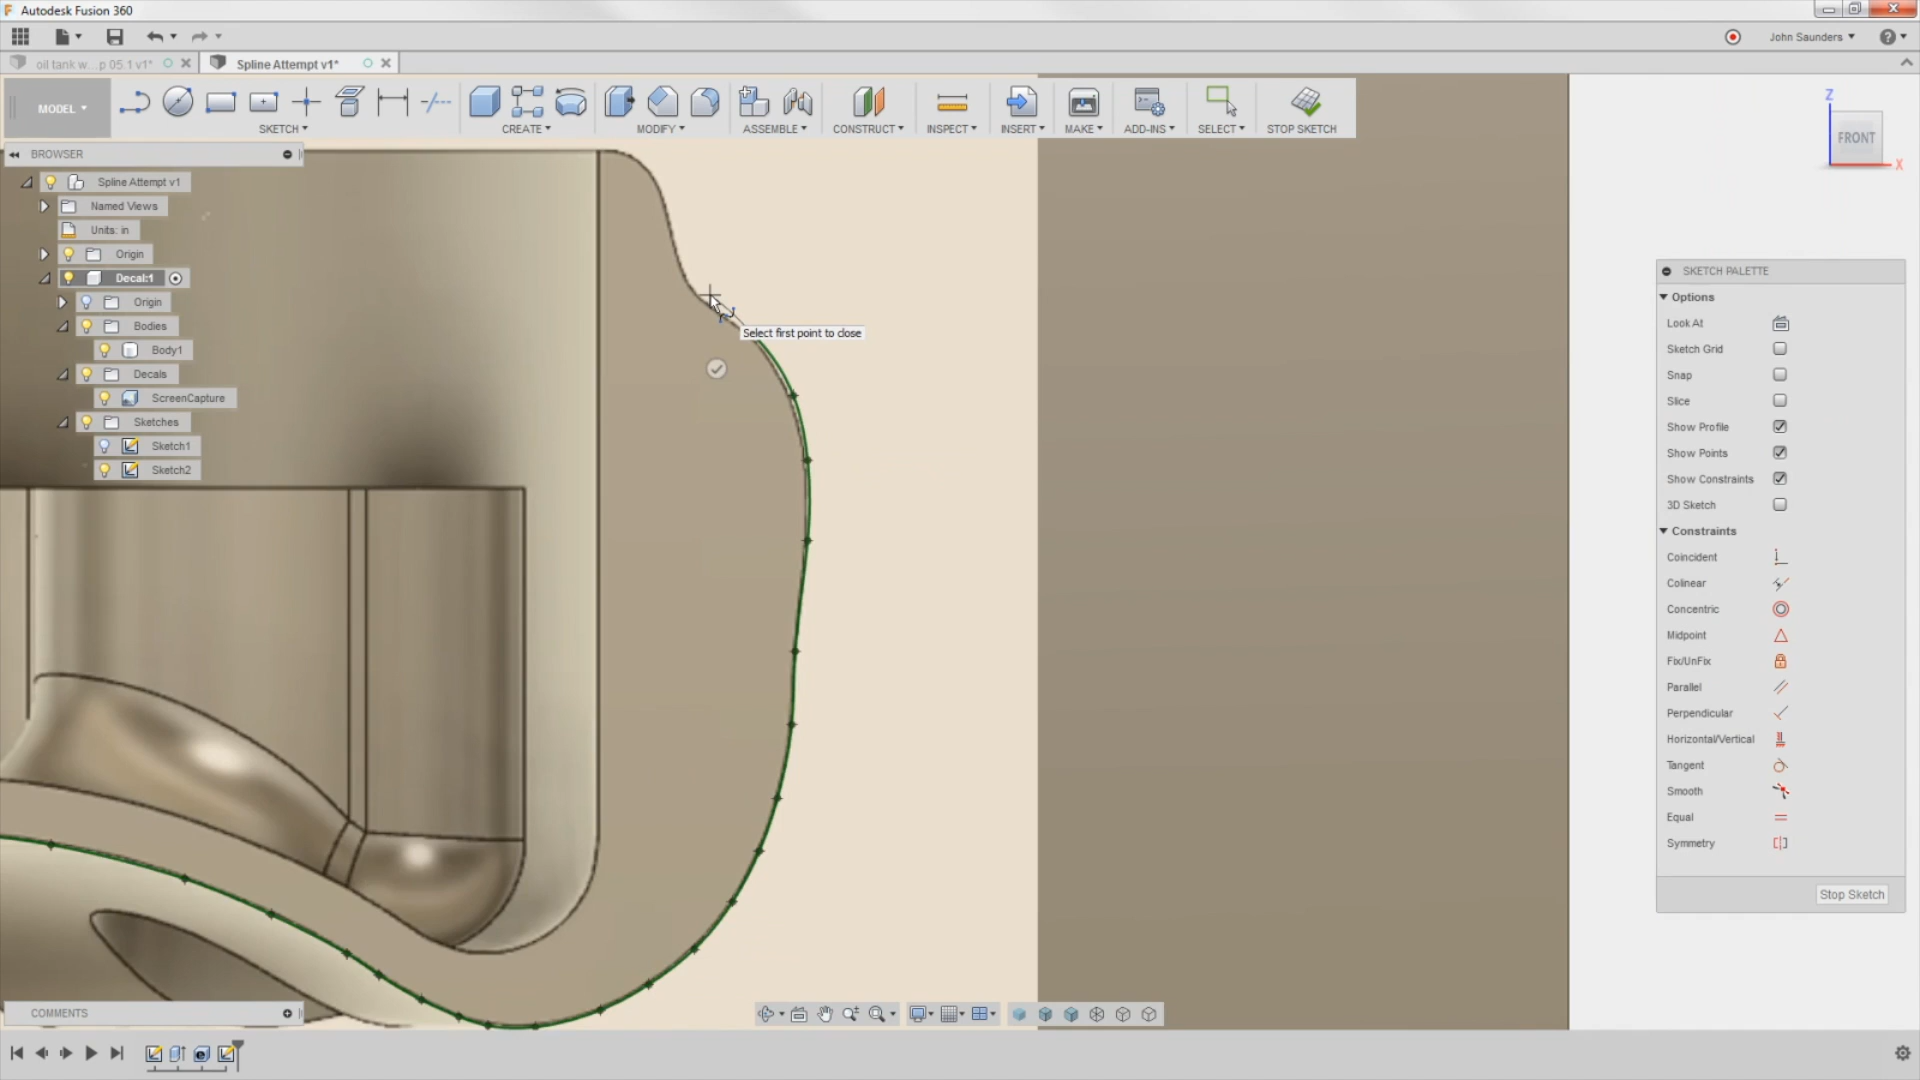 Autodesk Fusion 360
John Saunders
oil tank w...p 05.1 v1*
Spline Attempt v1*
MODEL
SKETCH
CREATE
MODIFY
ASSEMBLE
CONSTRUCT
INSPECT
INSERT
MAKE
ADD-INS
SELECT
STOP SKETCH
Z
FRONT
X
BROWSER
Spline Attempt v1
Named Views
Units: in
Origin
Decal:1
Origin
Bodies
Body1
Decals
ScreenCapture
Sketches
Sketch1
Sketch2
Select first point to close
SKETCH PALETTE
Options
Look At
Sketch Grid
Snap
Slice
Show Profile
Show Points
Show Constraints
3D Sketch
Constraints
Coincident
Colinear
Concentric
Midpoint
Fix/UnFix
Parallel
Perpendicular
Horizontal/Vertical
Tangent
Smooth
Equal
Symmetry
Stop Sketch
COMMENTS